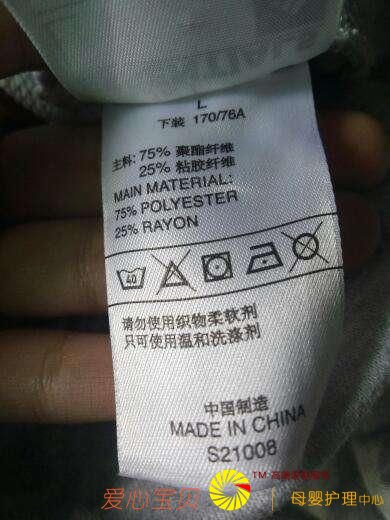 L
下装 170/76A
主料: 75% 聚酯纤维
25% 粘胶纤维
MAIN MATERIAL:
75% POLYESTER
25% RAYON
40
请勿使用织物柔软剂
只可使用温和洗涤剂
中国制造
MADE IN CHINA
S21008
爱心宝贝
母婴护理中心